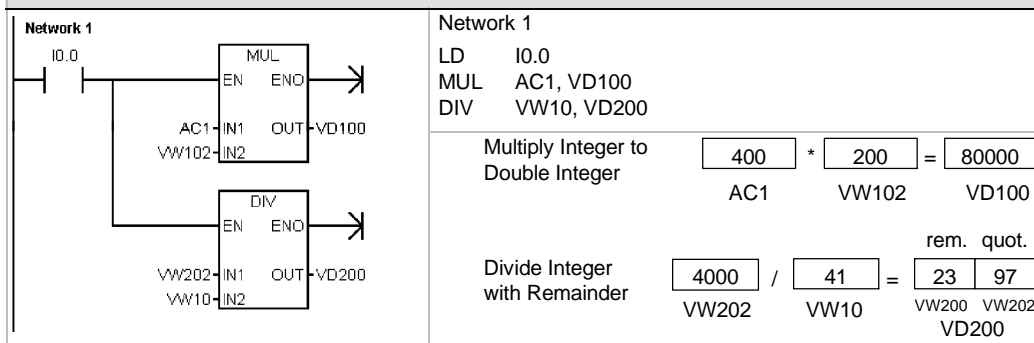 Network 1
I0.0
MUL
EN ENO
AC1 IN1 OUT VD100
VW102 IN2
DIV
EN ENO
VW202 IN1 OUT VD200
VW10 IN2
Network 1
LD I0.0
MUL AC1, VD100
DIV VW10, VD200
Multiply Integer to
Double Integer
400 * 200 = 80000
AC1 VW102 VD100
rem. quot.
Divide Integer
with Remainder
4000 / 41 = 23 97
VW202 VW10 VW200 VW202
VD200